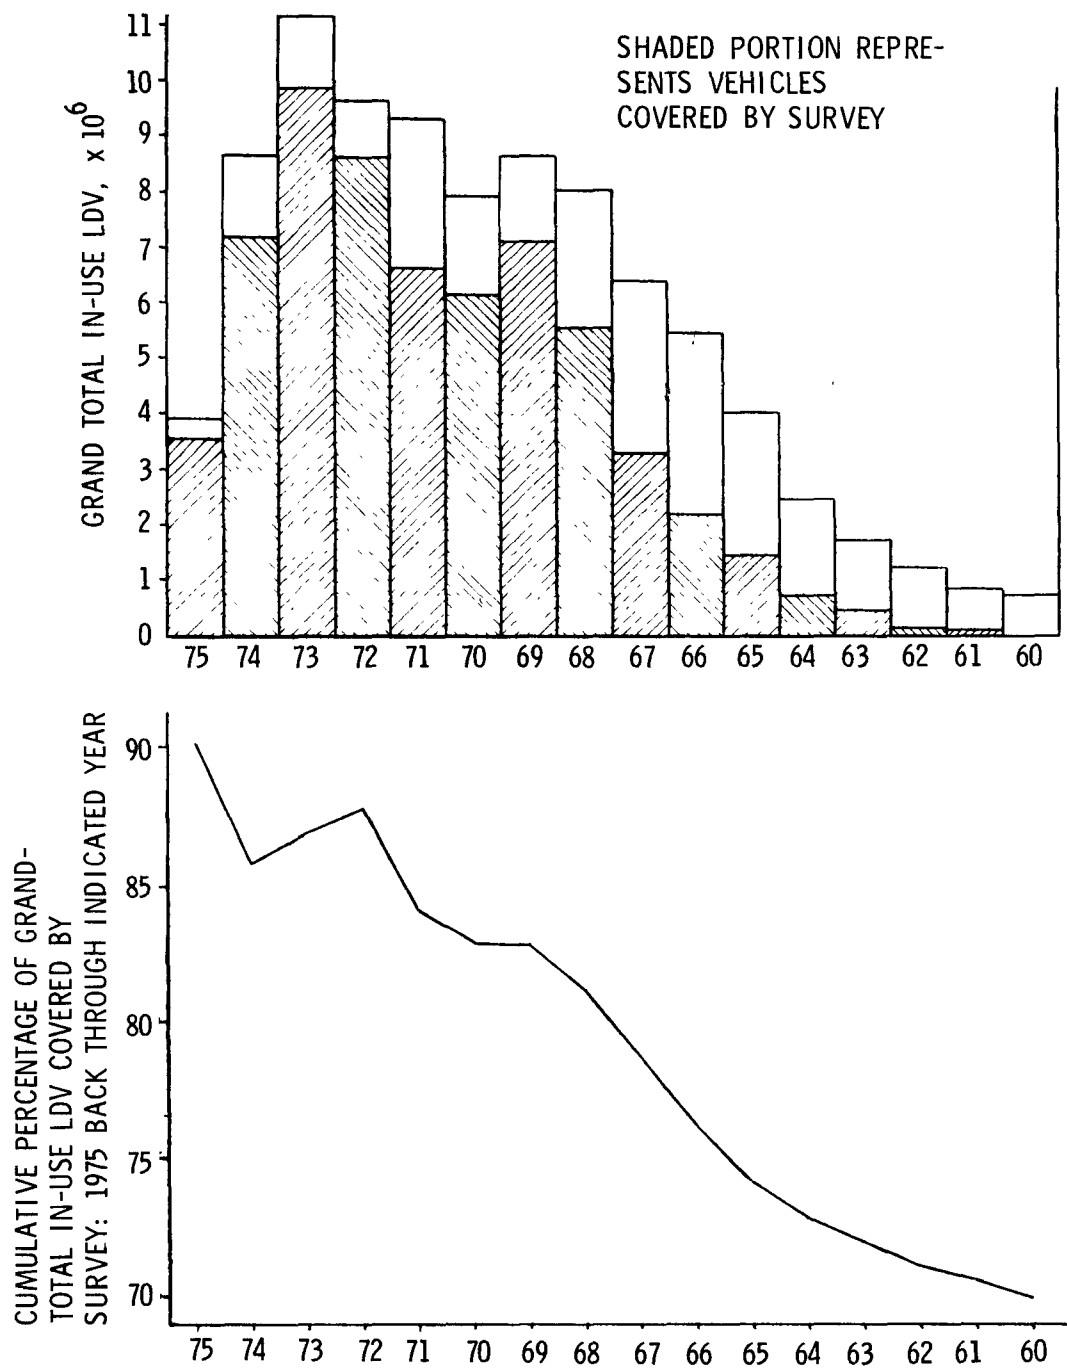 SHADED PORTION REPRE-
SENTS VEHICLES
COVERED BY SURVEY
GRAND TOTAL IN-USE LDV, x 10^6
11
10
9
8
7
6
5
4
3
2
1
0
75 74 73 72 71 70 69 68 67 66 65 64 63 62 61 60
CUMULATIVE PERCENTAGE OF GRAND-
TOTAL IN-USE LDV COVERED BY
SURVEY: 1975 BACK THROUGH INDICATED YEAR
90
85
80
75
70
75 74 73 72 71 70 69 68 67 66 65 64 63 62 61 60